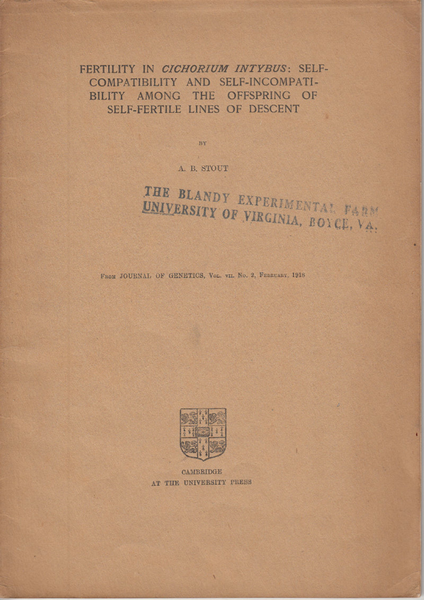 FERTILITY IN CICHORIUM INTYBUS: SELF-
COMPATIBILITY AND SELF-INCOMPATI-
BILITY AMONG THE OFFSPRING OF
SELF-FERTILE LINES OF DESCENT
BY
A. B. STOUT
THE BLANDY EXPERIMENTAL FARM
UNIVERSITY OF VIRGINIA, BOYCE, VA.
From JOURNAL OF GENETICS, Vol. VII. No. 2, February, 1918
CAMBRIDGE
AT THE UNIVERSITY PRESS